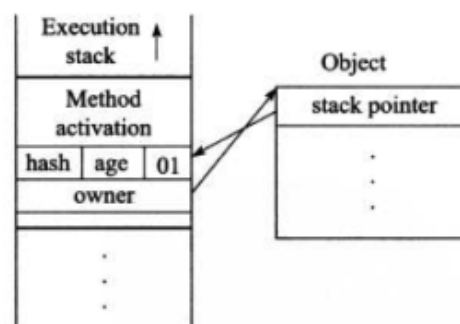 Execution
stack
Method
activation
hash age 01
owner
Object
stack pointer